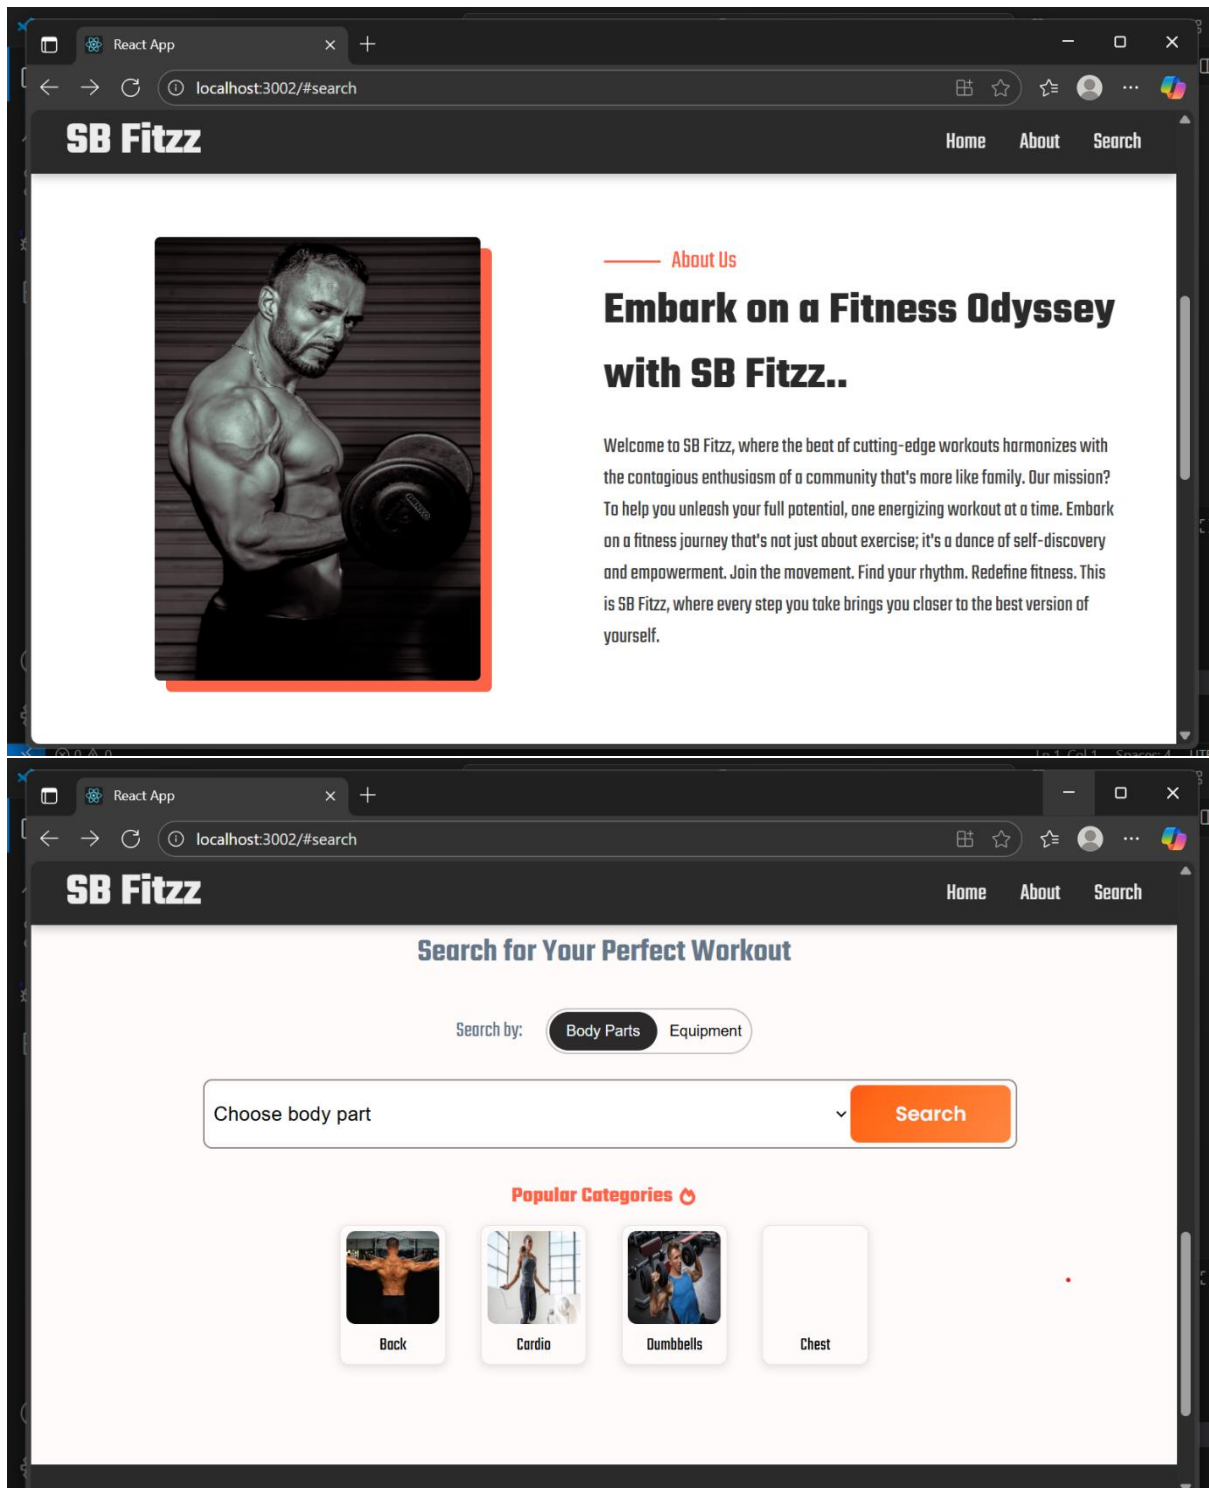 React App
localhost:3002/#search
SB Fitzz
Home About Search
About Us
Embark on a Fitness Odyssey
with SB Fitzz..
Welcome to SB Fitzz, where the beat of cutting-edge workouts harmonizes with
the contagious enthusiasm of a community that's more like family. Our mission?
To help you unleash your full potential, one energizing workout at a time. Embark
on a fitness journey that's not just about exercise; it's a dance of self-discovery
and empowerment. Join the movement. Find your rhythm. Redefine fitness. This
is SB Fitzz, where every step you take brings you closer to the best version of
yourself.
React App
localhost:3002/#search
SB Fitzz
Home About Search
Search for Your Perfect Workout
Search by: Body Parts Equipment
Choose body part Search
Popular Categories
Back Cardio Dumbbells Chest